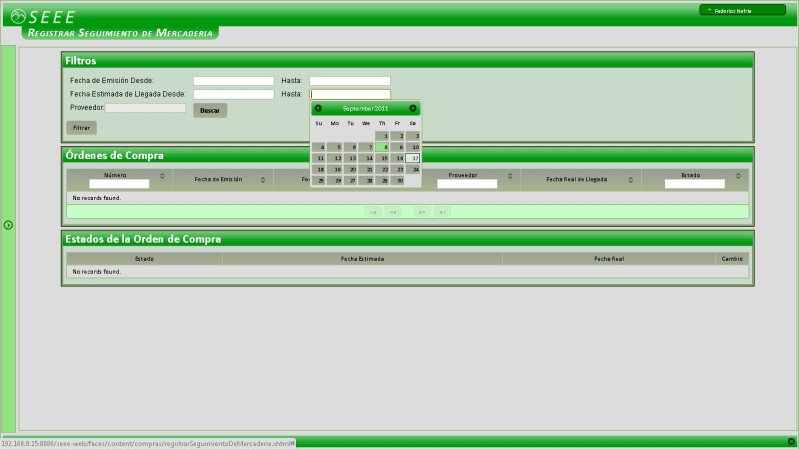 SEEE
Federico Nafria
REGISTRAR SEGUIMIENTO DE MERCADERIA
Filtros
Fecha de Emisión Desde: Hasta:
Fecha Estimada de Llegada Desde: Hasta:
Proveedor: Buscar
Filtrar
September 2011
Su Mo Tu We Th Fr Sa
1 2 3
4 5 6 7 8 9 10
11 12 13 14 15 16 17
18 19 20 21 22 23 24
25 26 27 28 29 30
Órdenes de Compra
Número Fecha de Emisión Proveedor Fecha Real de Llegada Estado
No records found.
Estados de la Orden de Compra
Estado Fecha Estimada Fecha Real Cambio
No records found.
192.168.0.15:8080/seee-web/faces/content/compras/registrarSeguimientoDeMercaderia.xhtml#